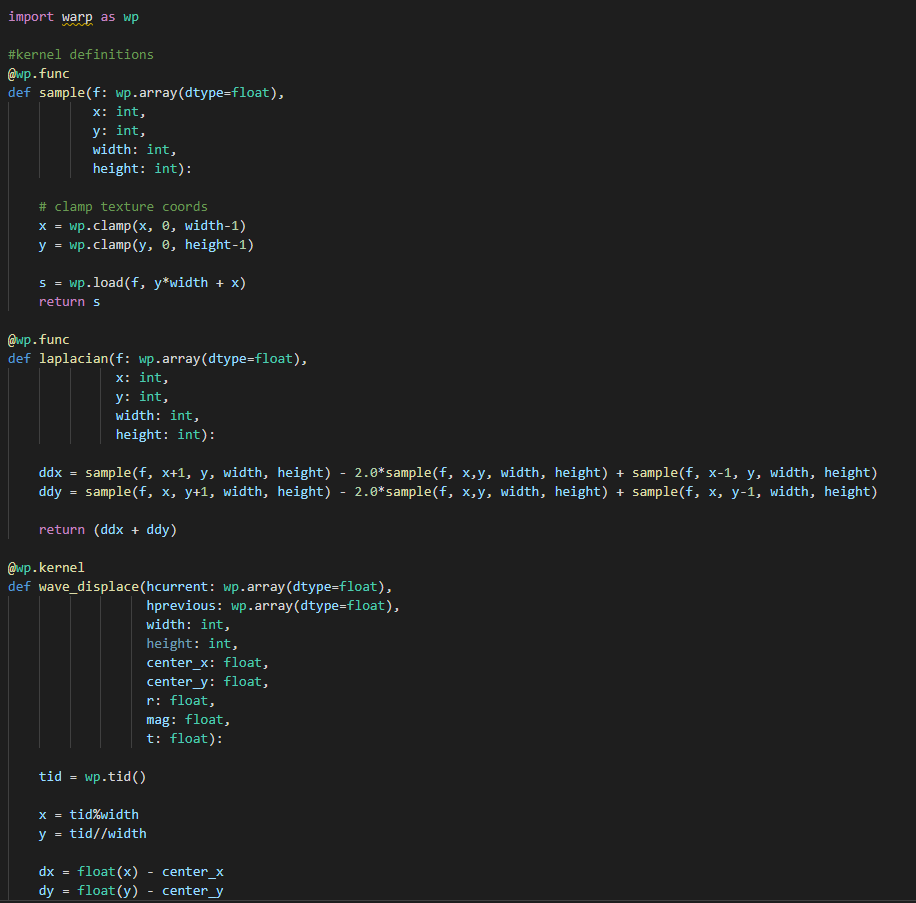 import warp as wp
#kernel definitions
@wp.func
def sample(f: wp.array(dtype=float),
x: int,
y: int,
width: int,
height: int):
# clamp texture coords
x = wp.clamp(x, 0, width-1)
y = wp.clamp(y, 0, height-1)
s = wp.load(f, y*width + x)
return s
@wp.func
def laplacian(f: wp.array(dtype=float),
x: int,
y: int,
width: int,
height: int):
ddx = sample(f, x+1, y, width, height) - 2.0*sample(f, x,y, width, height) + sample(f, x-1, y, width, height)
ddy = sample(f, x, y+1, width, height) - 2.0*sample(f, x,y, width, height) + sample(f, x, y-1, width, height)
return (ddx + ddy)
@wp.kernel
def wave_displace(hcurrent: wp.array(dtype=float),
hprevious: wp.array(dtype=float),
width: int,
height: int,
center_x: float,
center_y: float,
r: float,
mag: float,
t: float):
tid = wp.tid()
x = tid%width
y = tid//width
dx = float(x) - center_x
dy = float(y) - center_y